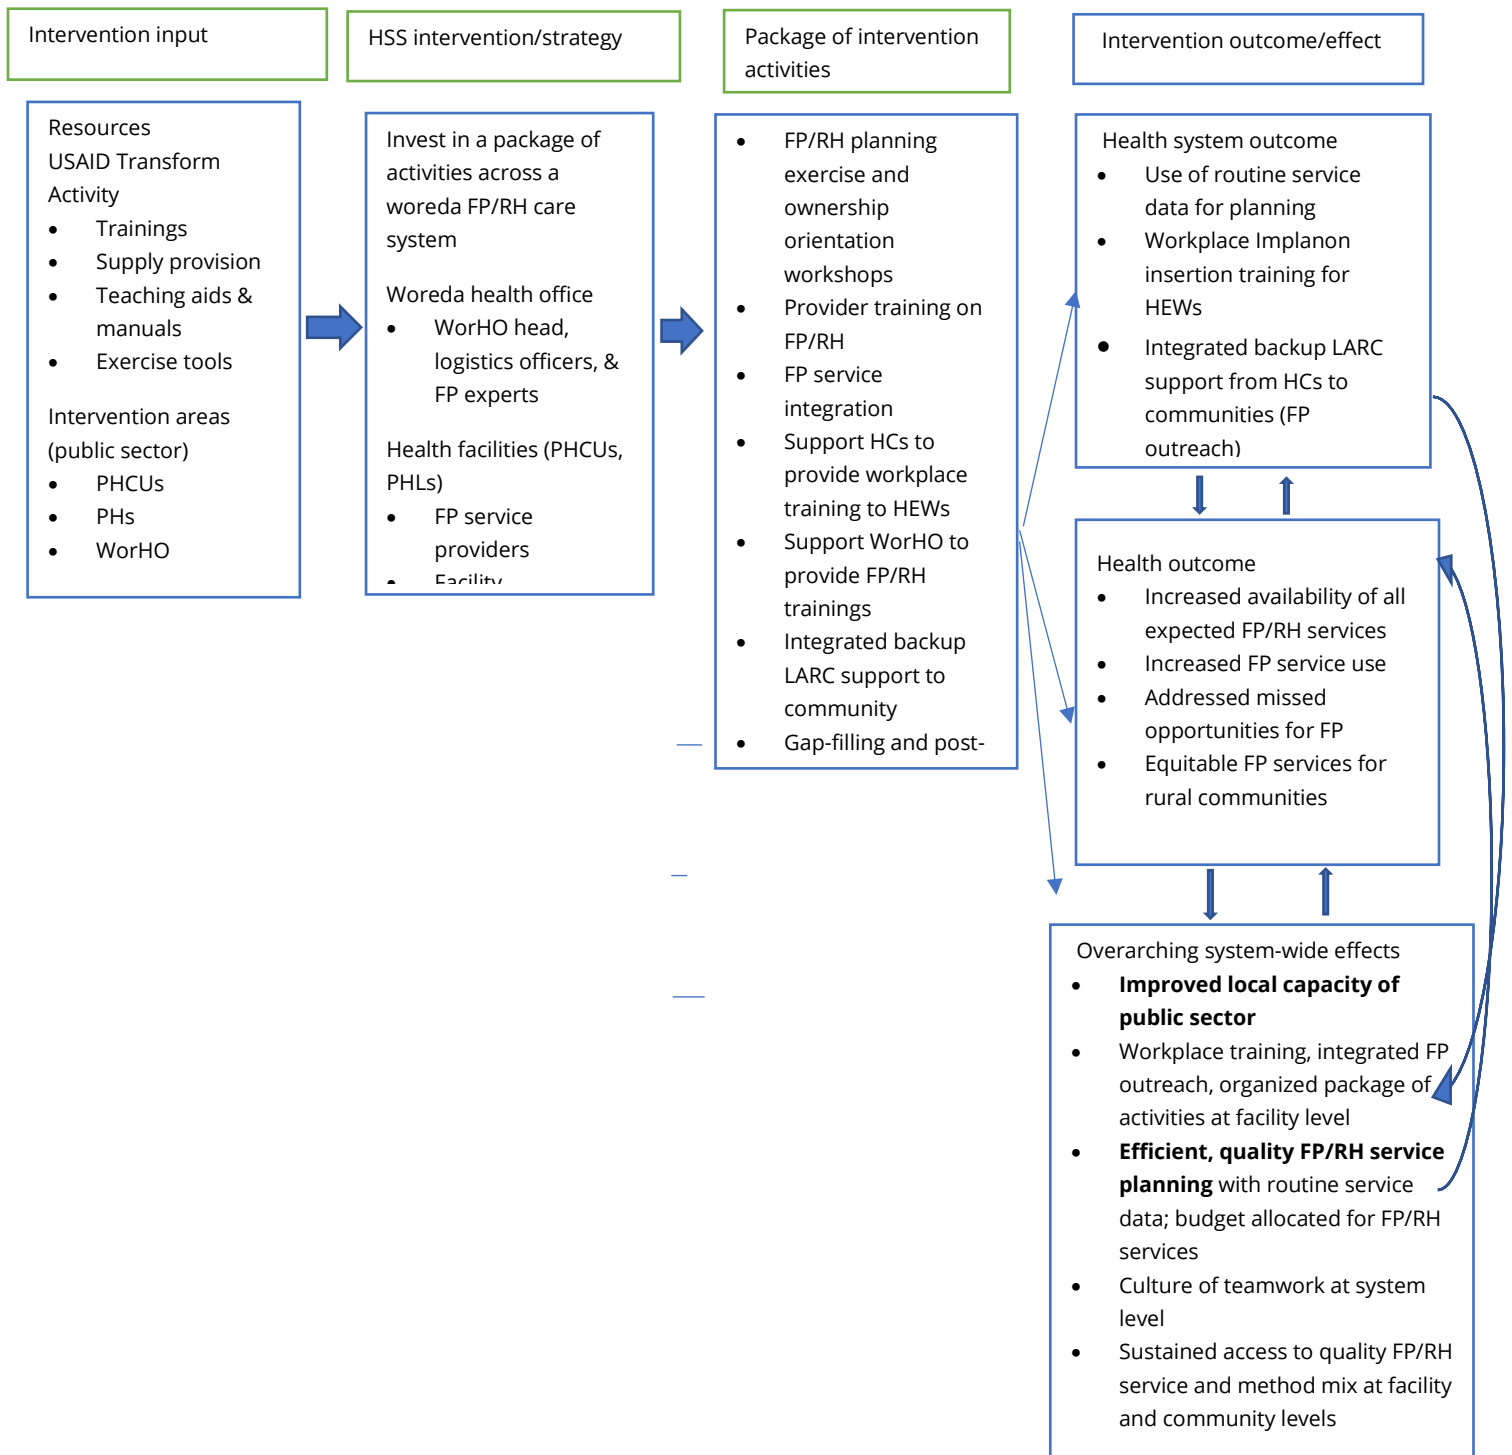 Intervention input
HSS intervention/strategy
Package of intervention
activities
Intervention outcome/effect
Resources
USAID Transform
Activity
• Trainings
• Supply provision
• Teaching aids &
manuals
• Exercise tools
Intervention areas
(public sector)
• PHCUs
• PHs
• WorHO
Invest in a package of
activities across a
woreda FP/RH care
system
Woreda health office
• WorHO head,
logistics officers, &
FP experts
Health facilities (PHCUs,
PHLs)
• FP service
providers
• Facility
• FP/RH planning
exercise and
ownership
orientation
workshops
• Provider training on
FP/RH
• FP service
integration
• Support HCs to
provide workplace
training to HEWs
• Support WorHO to
provide FP/RH
trainings
• Integrated backup
LARC support to
community
• Gap-filling and post-
Health system outcome
• Use of routine service
data for planning
• Workplace Implanon
insertion training for
HEWs
• Integrated backup LARC
support from HCs to
communities (FP
outreach)
Health outcome
• Increased availability of all
expected FP/RH services
• Increased FP service use
• Addressed missed
opportunities for FP
• Equitable FP services for
rural communities
Overarching system-wide effects
• Improved local capacity of
public sector
• Workplace training, integrated FP
outreach, organized package of
activities at facility level
• Efficient, quality FP/RH service
planning with routine service
data; budget allocated for FP/RH
services
• Culture of teamwork at system
level
• Sustained access to quality FP/RH
service and method mix at facility
and community levels